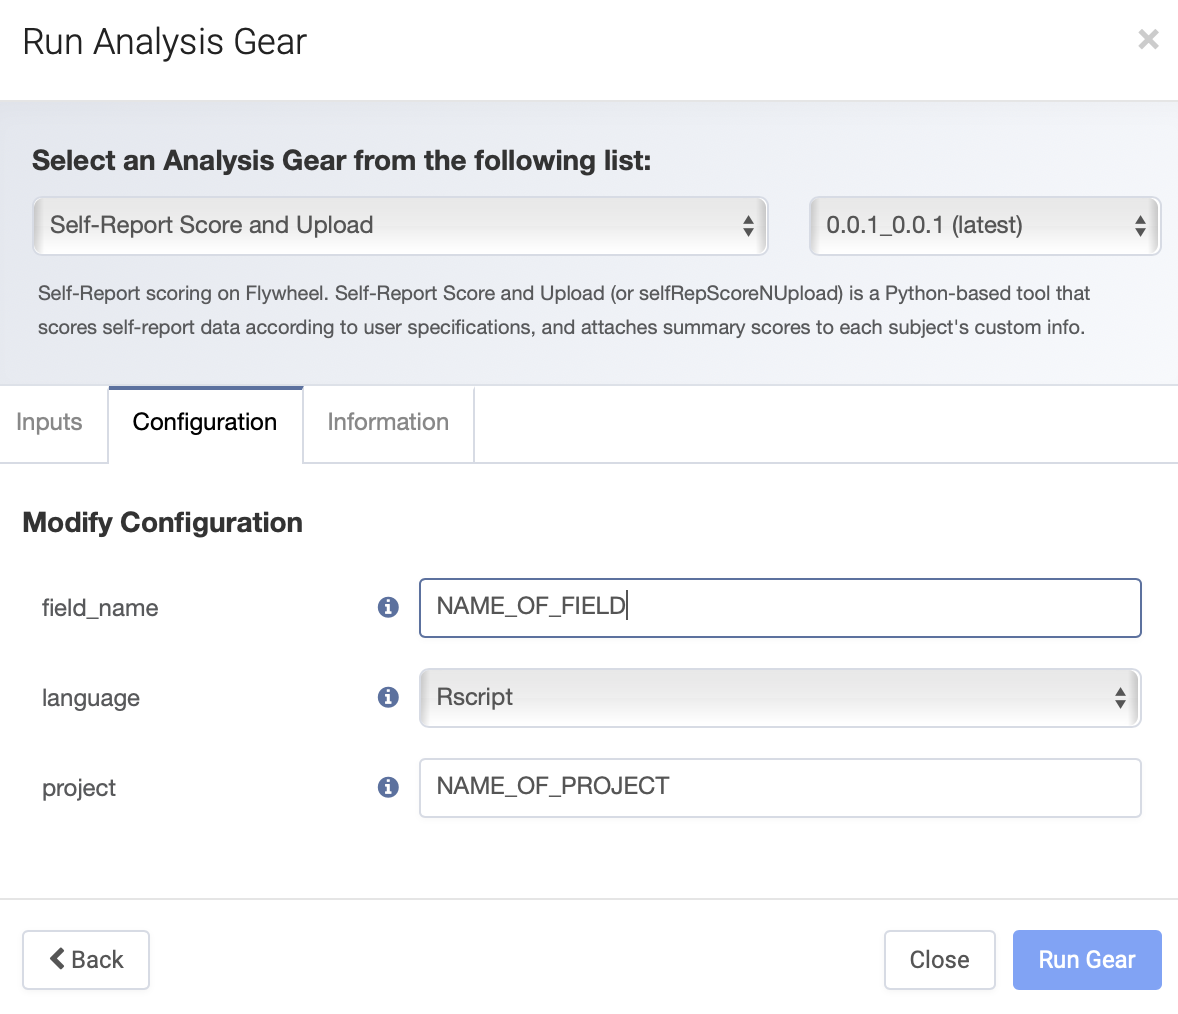 Run Analysis Gear
×
Select an Analysis Gear from the following list:
Self-Report Score and Upload
0.0.1_0.0.1 (latest)
Self-Report scoring on Flywheel. Self-Report Score and Upload (or selfRepScoreNUpload) is a Python-based tool that
scores self-report data according to user specifications, and attaches summary scores to each subject's custom info.
Inputs
Configuration
Information
Modify Configuration
field_name
NAME_OF_FIELD
language
Rscript
project
NAME_OF_PROJECT
Back
Close
Run Gear